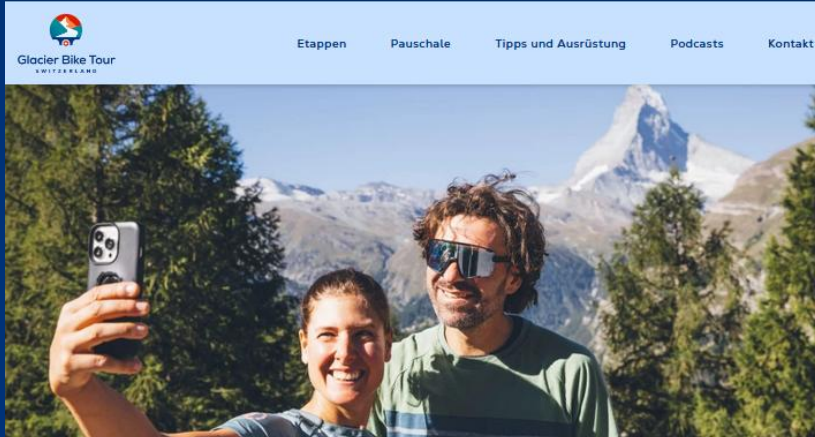 Glacier Bike Tour
SWITZERLAND
Etappen Pauschale Tipps und Ausrüstung Podcasts Kontakt